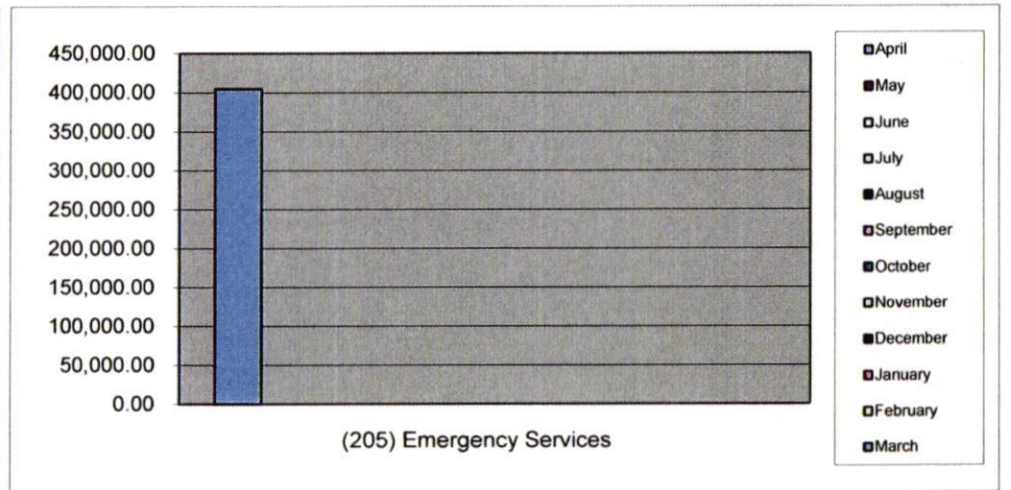 450,000.00
400,000.00
350,000.00
300,000.00
250,000.00
200,000.00
150,000.00
100,000.00
50,000.00
0.00
(205) Emergency Services
April
May
June
July
August
September
October
November
December
January
February
March